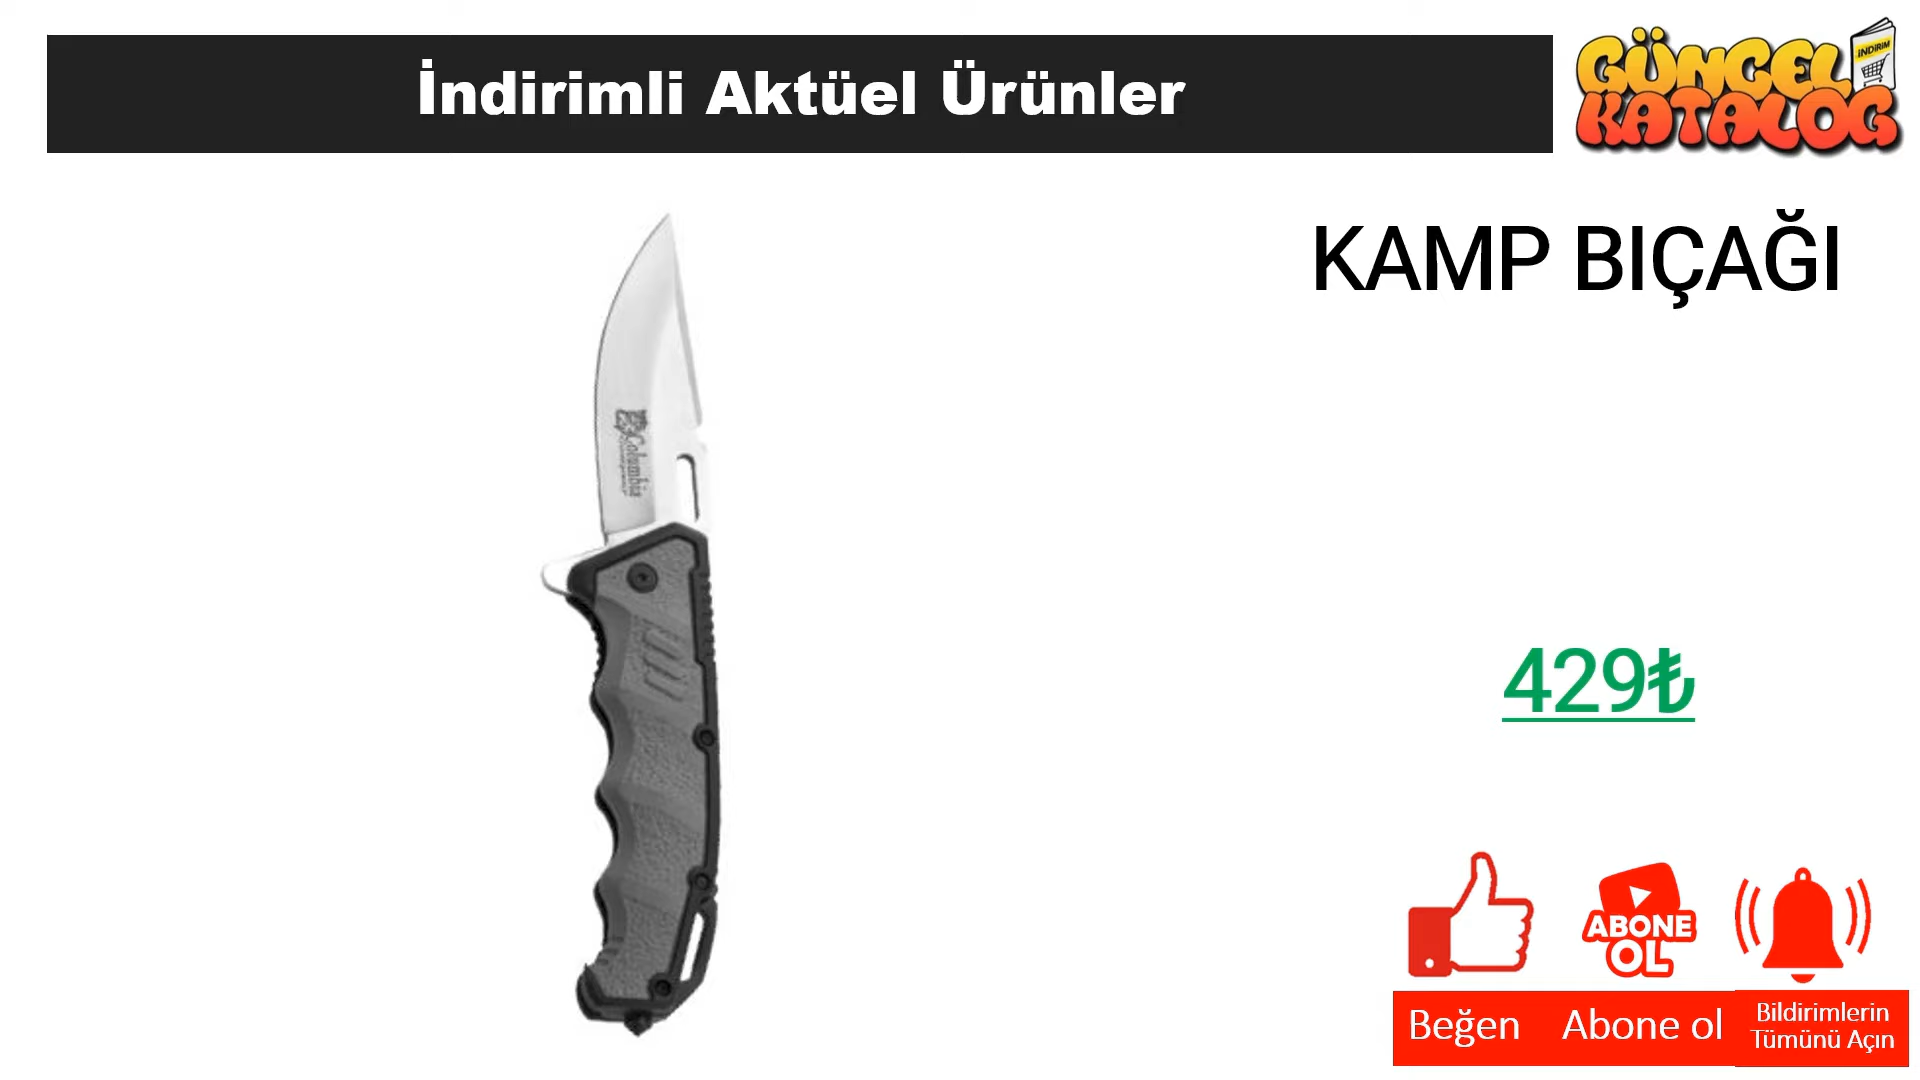 İndirimli Aktüel Ürünler
GÜNCEL
KATALOG
İNDİRİM
KAMP BIÇAĞI
Columbia
429₺
ABONE
OL
Beğen
Abone ol
Bildirimlerin
Tümünü Açın